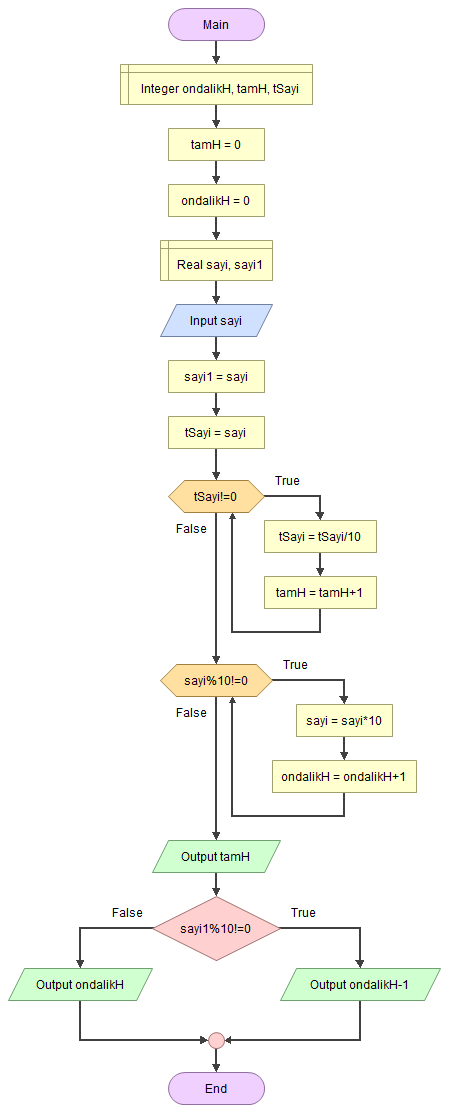 Main
Integer ondalikH, tamH, tSayi
tamH = 0
ondalikH = 0
Real sayi, sayi1
Input sayi
sayi1 = sayi
tSayi = sayi
tSayi!=0
True
False
tSayi = tSayi/10
tamH = tamH+1
sayi%10!=0
True
False
sayi = sayi*10
ondalikH = ondalikH+1
Output tamH
sayi1%10!=0
False
True
Output ondalikH
Output ondalikH-1
End